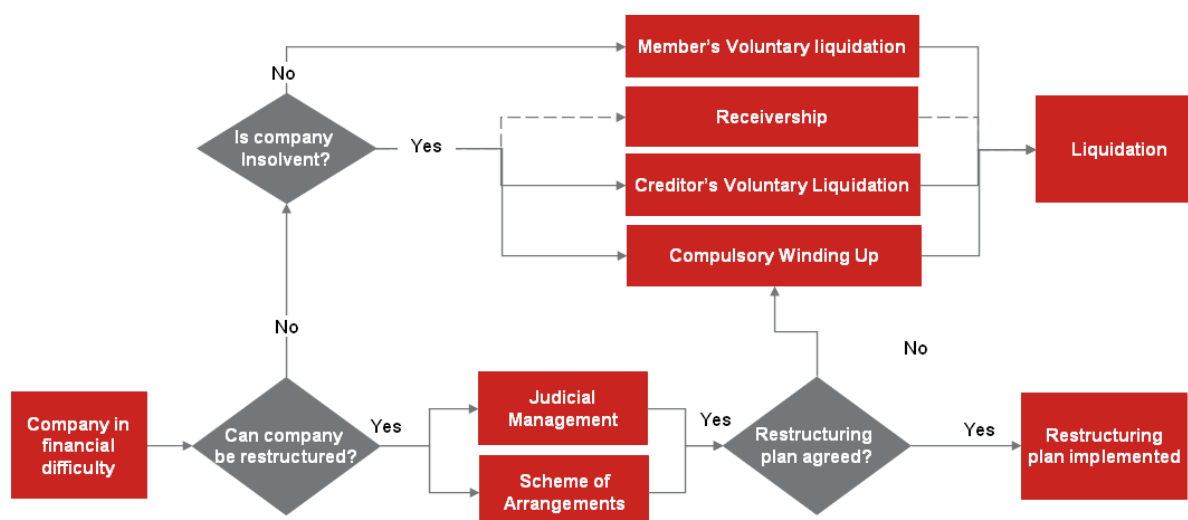 Member's Voluntary liquidation
No
Receivership
Is company
Insolvent?
Yes
Liquidation
Creditor's Voluntary Liquidation
Compulsory Winding Up
No
No
Company in
financial
difficulty
Can company
be restructured?
Yes
Judicial
Management
Scheme of
Arrangements
Yes
Restructuring
plan agreed?
Yes
Restructuring
plan implemented